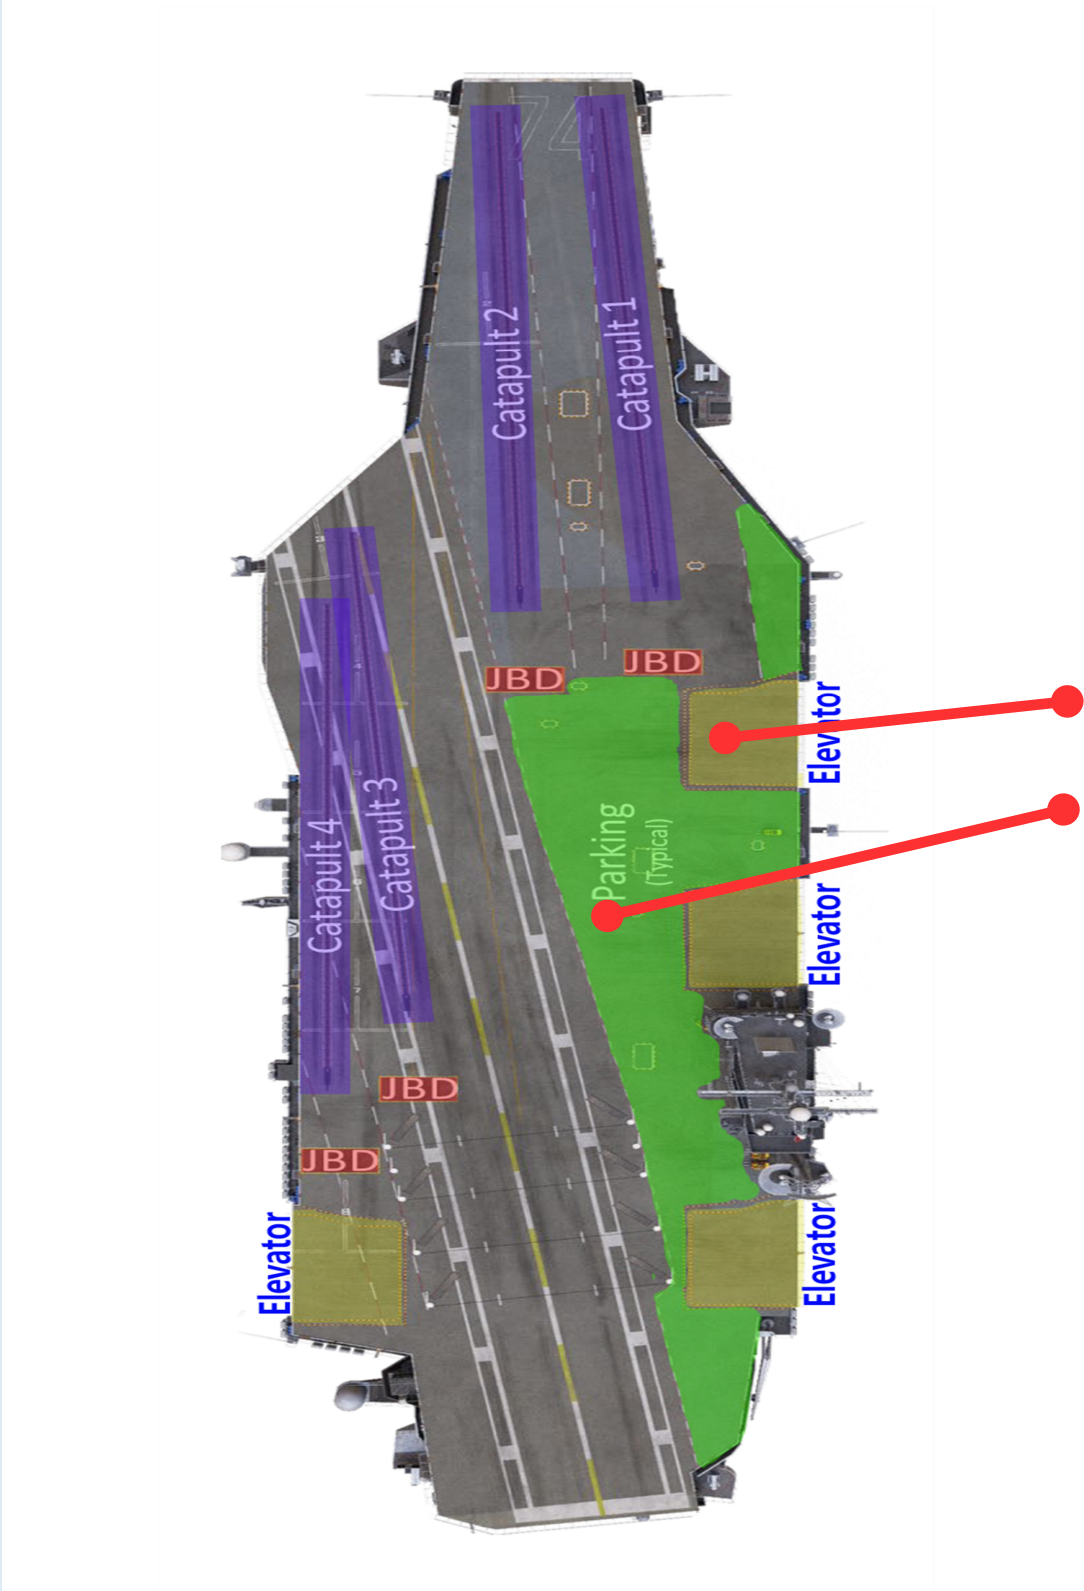 74
Catapult 2
Catapult 1
JBD
JBD
Elevator
Catapult 4
Catapult 3
Parking
(Typical)
Elevator
JBD
JBD
Elevator
Elevator